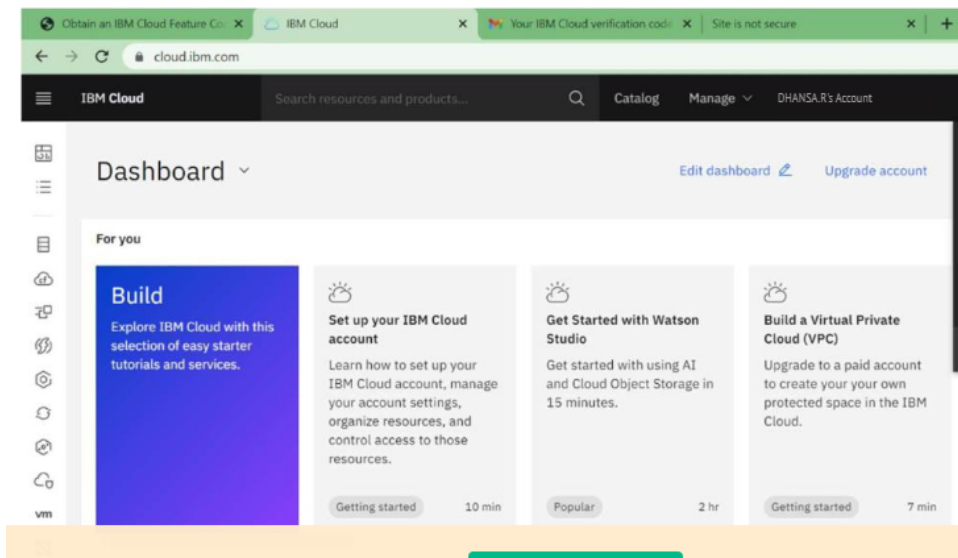 Obtain an IBM Cloud Feature Co
IBM Cloud
Your IBM Cloud verification code
Site is not secure
cloud.ibm.com
IBM Cloud
Search resources and products...
Catalog
Manage
DHANSA.R's Account
Dashboard
Edit dashboard
Upgrade account
For you
Build
Explore IBM Cloud with this
selection of easy starter
tutorials and services.
Set up your IBM Cloud
account
Learn how to set up your
IBM Cloud account, manage
your account settings,
organize resources, and
control access to those
resources.
Getting started
10 min
Get Started with Watson
Studio
Get started with using AI
and Cloud Object Storage in
15 minutes.
Popular
2 hr
Build a Virtual Private
Cloud (VPC)
Upgrade to a paid account
to create your your own
protected space in the IBM
Cloud.
Getting started
7 min
vm